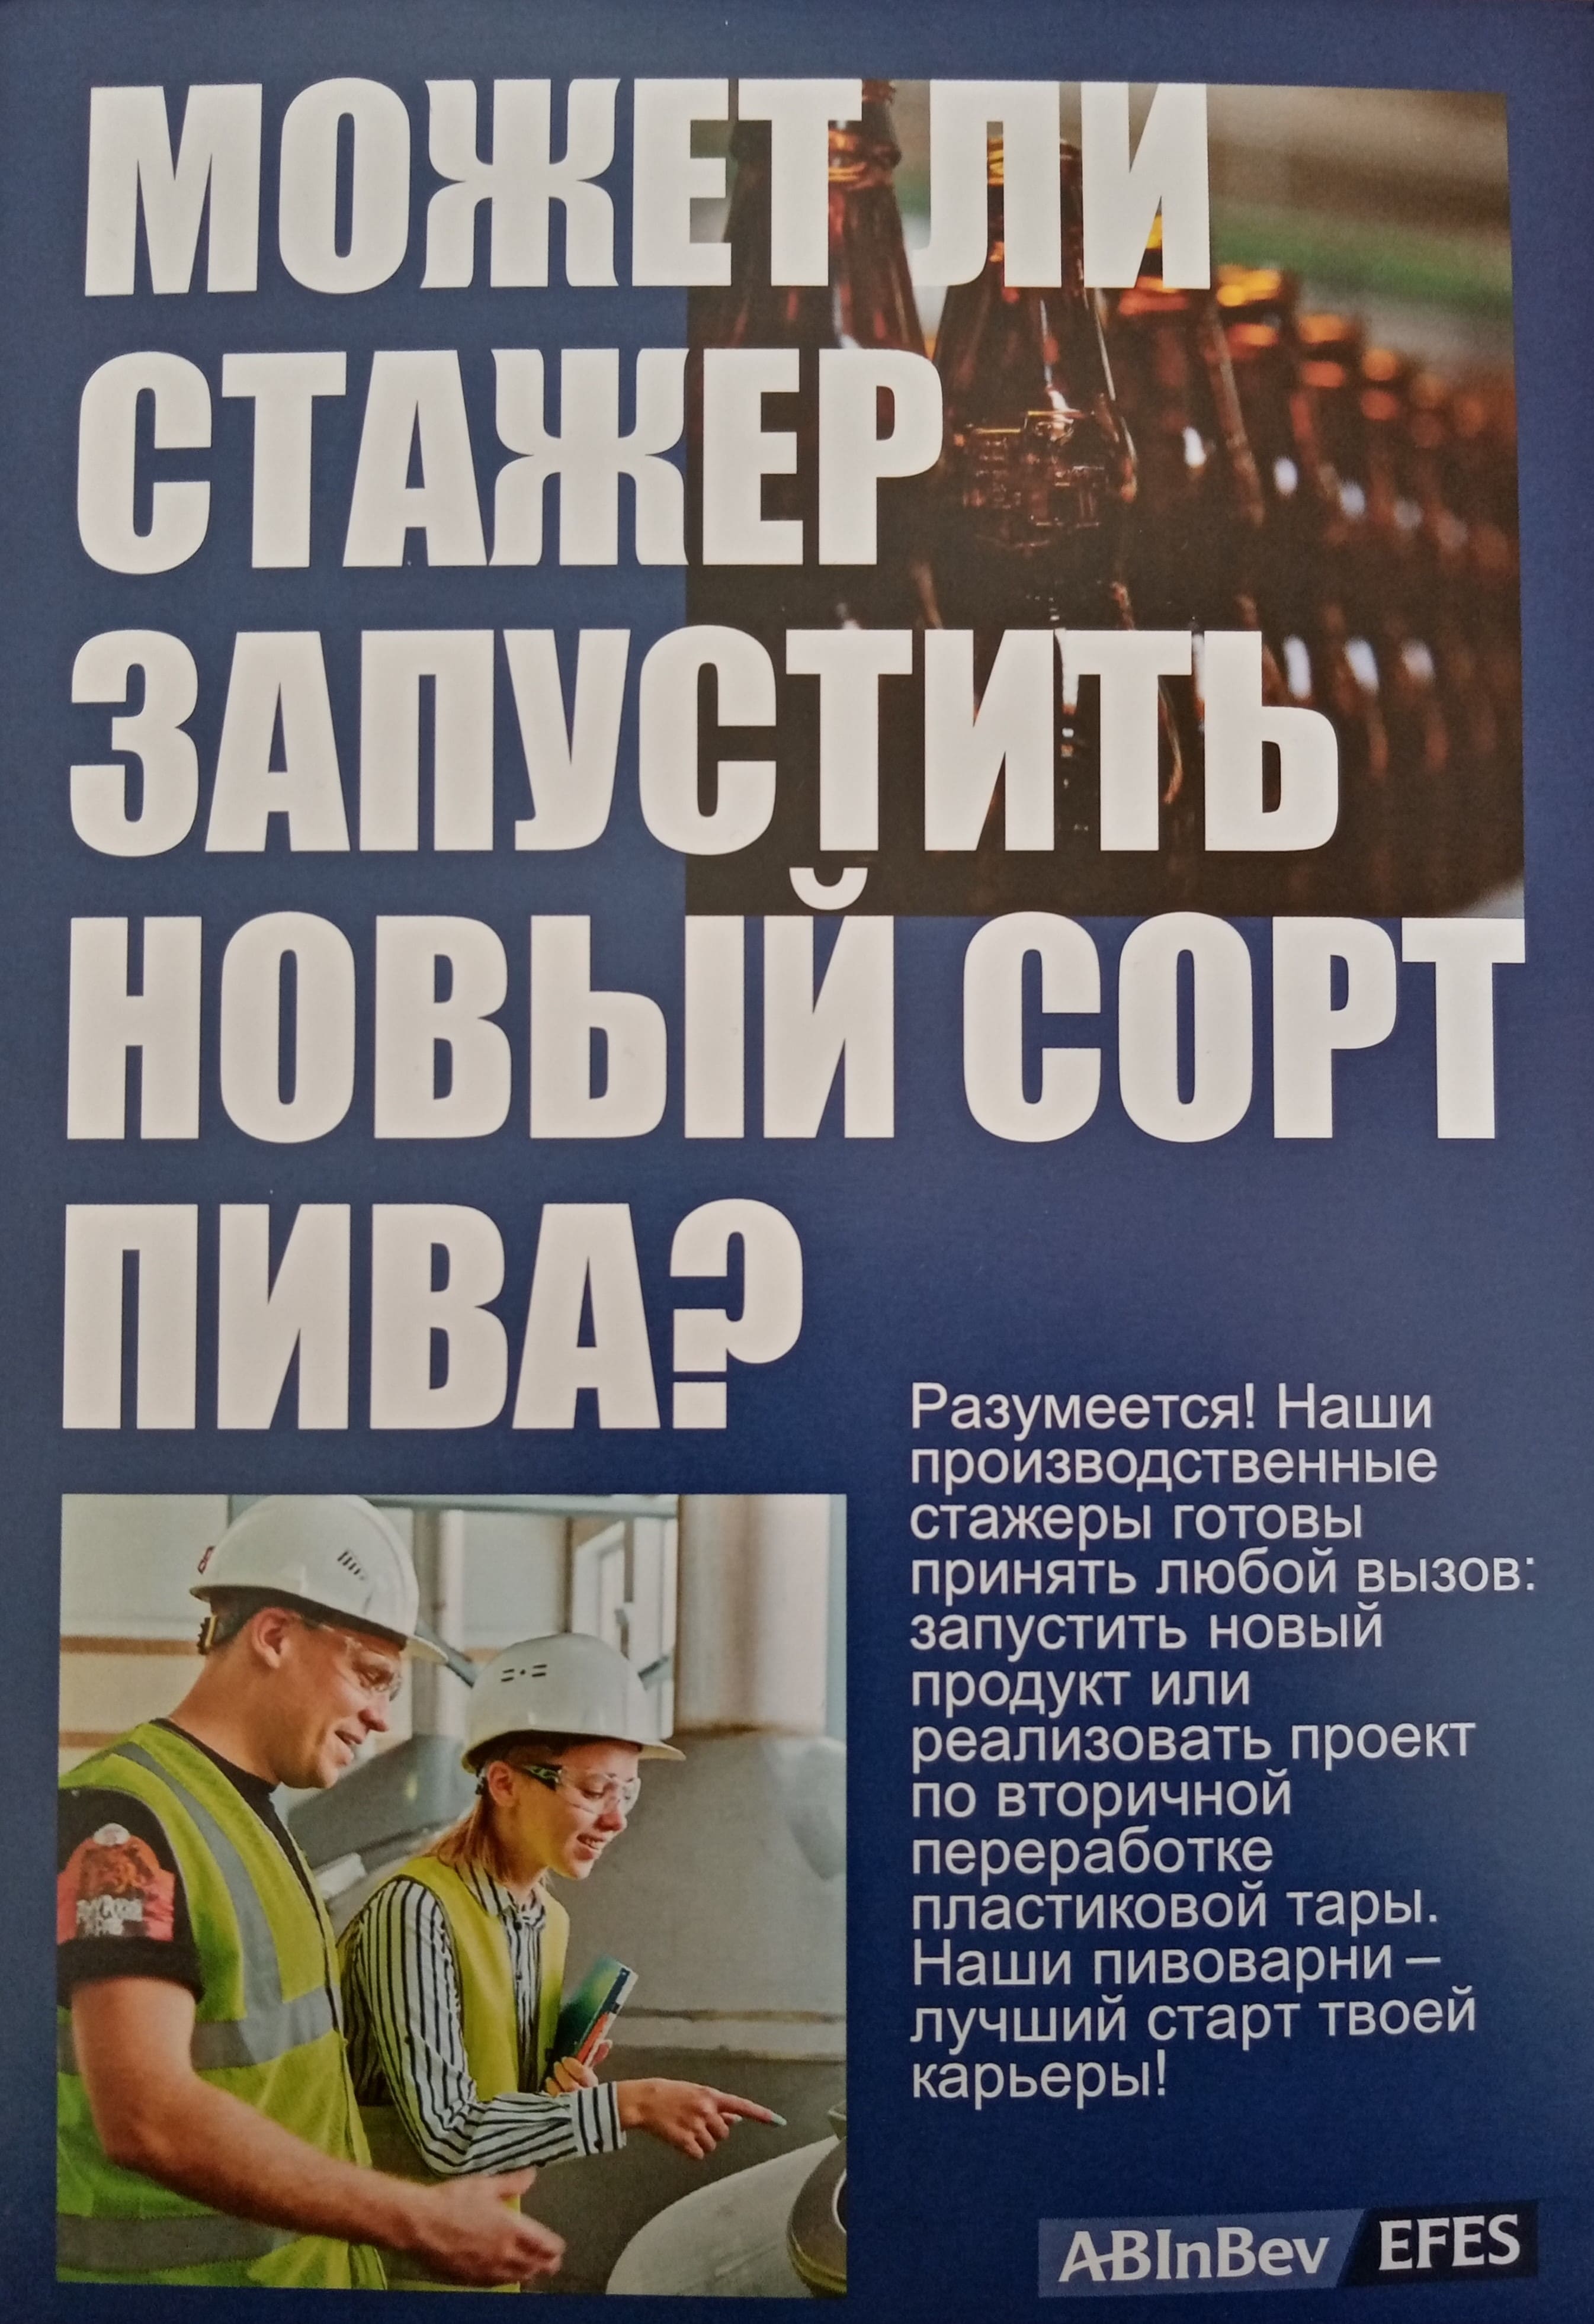 МОЖЕТ ЛИ
СТАЖЕР
ЗАПУСТИТЬ
НОВЫЙ СОРТ
ПИВА?
Разумеется! Наши
производственные
стажеры готовы
принять любой вызов:
запустить новый
продукт или
реализовать проект
по вторичной
переработке
пластиковой тары.
Наши пивоварни –
лучший старт твоей
карьеры!
ABInBev EFES